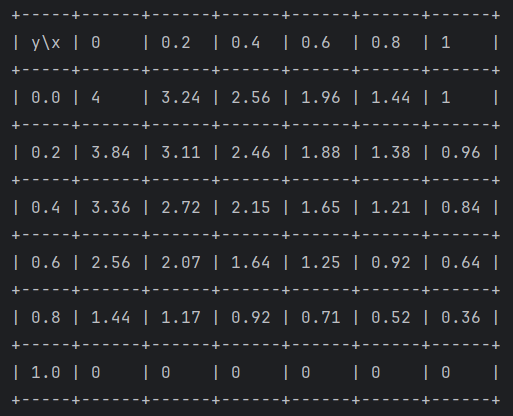 +-----+------+------+------+------+------+------+
| y\x | 0    | 0.2  | 0.4  | 0.6  | 0.8  | 1    |
+-----+------+------+------+------+------+------+
| 0.0 | 4    | 3.24 | 2.56 | 1.96 | 1.44 | 1    |
+-----+------+------+------+------+------+------+
| 0.2 | 3.84 | 3.11 | 2.46 | 1.88 | 1.38 | 0.96 |
+-----+------+------+------+------+------+------+
| 0.4 | 3.36 | 2.72 | 2.15 | 1.65 | 1.21 | 0.84 |
+-----+------+------+------+------+------+------+
| 0.6 | 2.56 | 2.07 | 1.64 | 1.25 | 0.92 | 0.64 |
+-----+------+------+------+------+------+------+
| 0.8 | 1.44 | 1.17 | 0.92 | 0.71 | 0.52 | 0.36 |
+-----+------+------+------+------+------+------+
| 1.0 | 0    | 0    | 0    | 0    | 0    | 0    |
+-----+------+------+------+------+------+------+